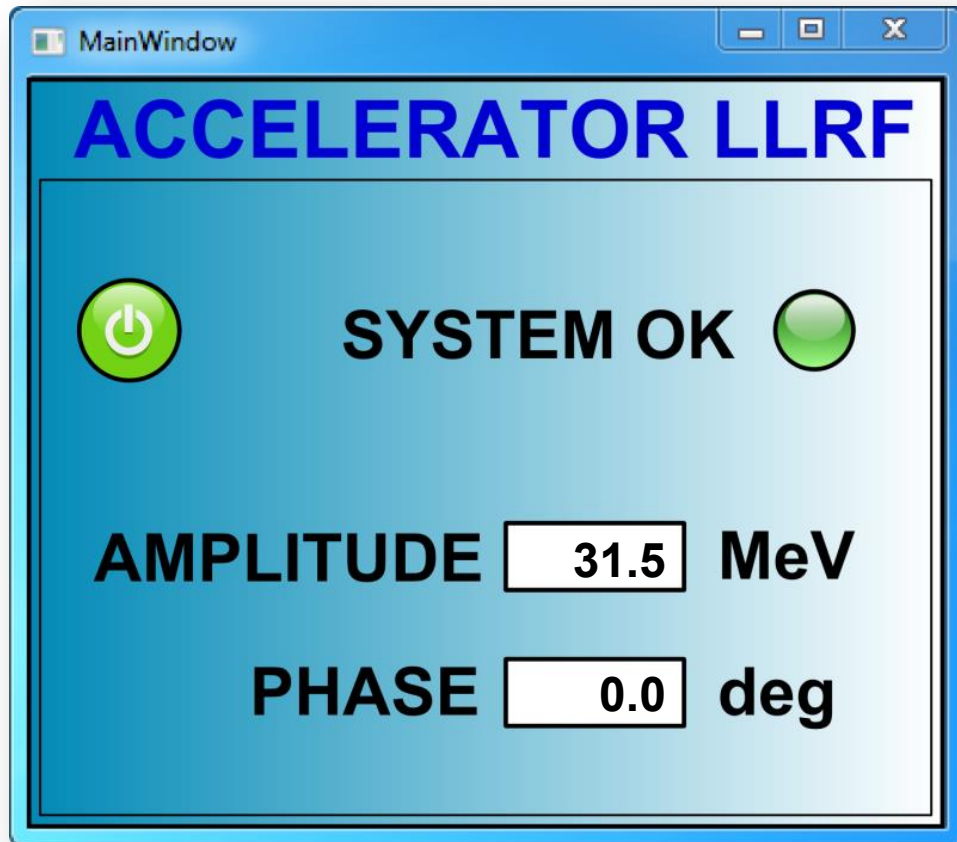 MainWindow
ACCELERATOR LLRF
SYSTEM OK
AMPLITUDE 31.5 MeV
PHASE 0.0 deg